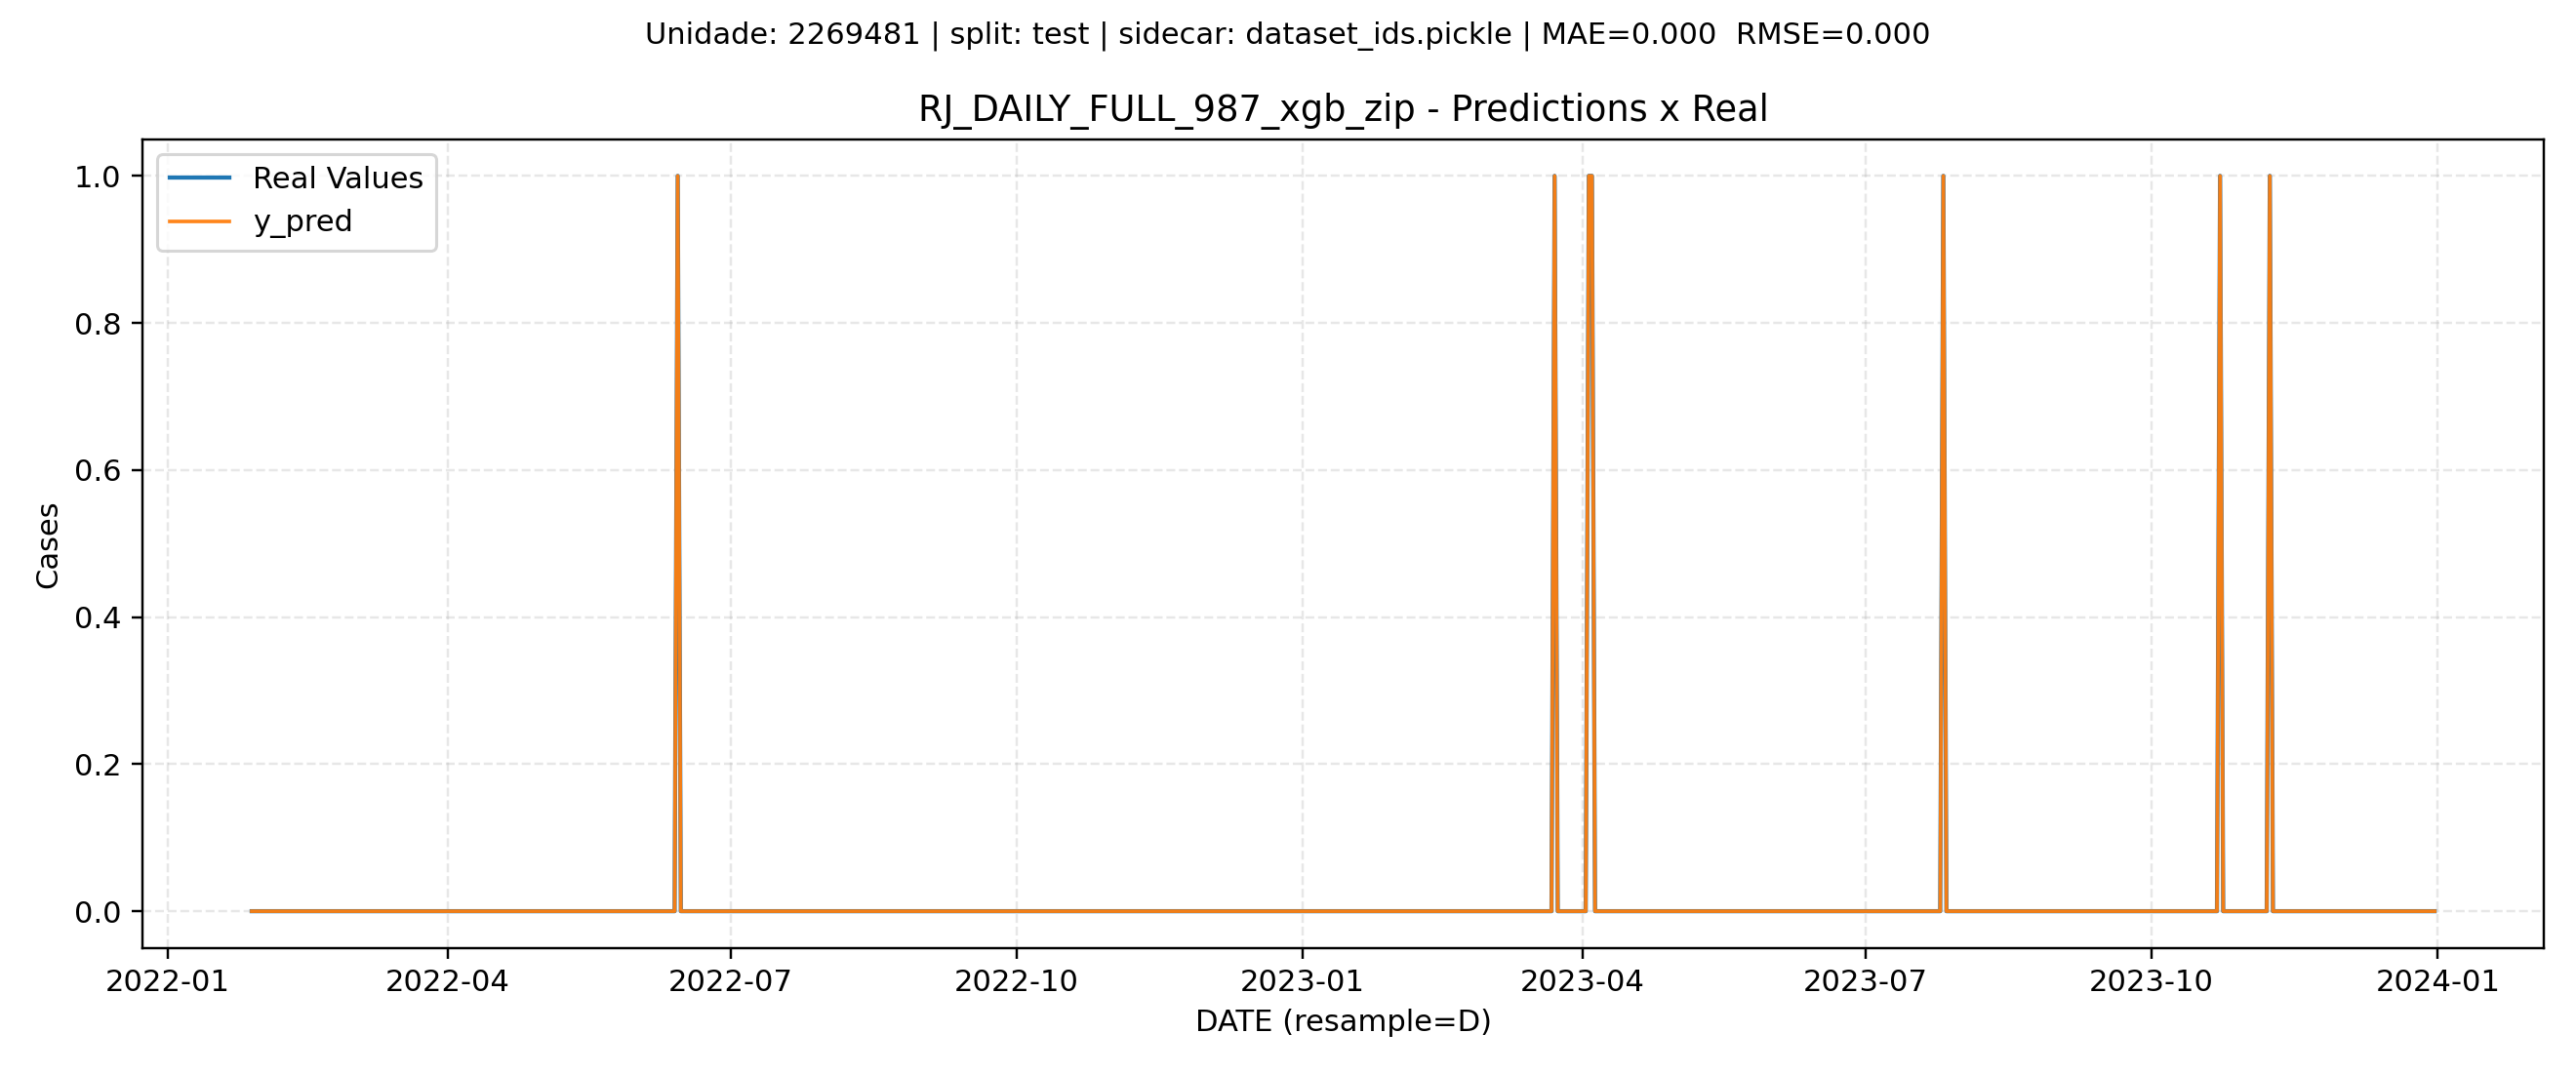 Unidade: 2269481 | split: test | sidecar: dataset_ids.pickle | MAE=0.000  RMSE=0.000
RJ_DAILY_FULL_987_xgb_zip - Predictions x Real
Real Values
y_pred
1.0
0.8
0.6
0.4
0.2
0.0
Cases
2022-01 2022-04 2022-07 2022-10 2023-01 2023-04 2023-07 2023-10 2024-01
DATE (resample=D)